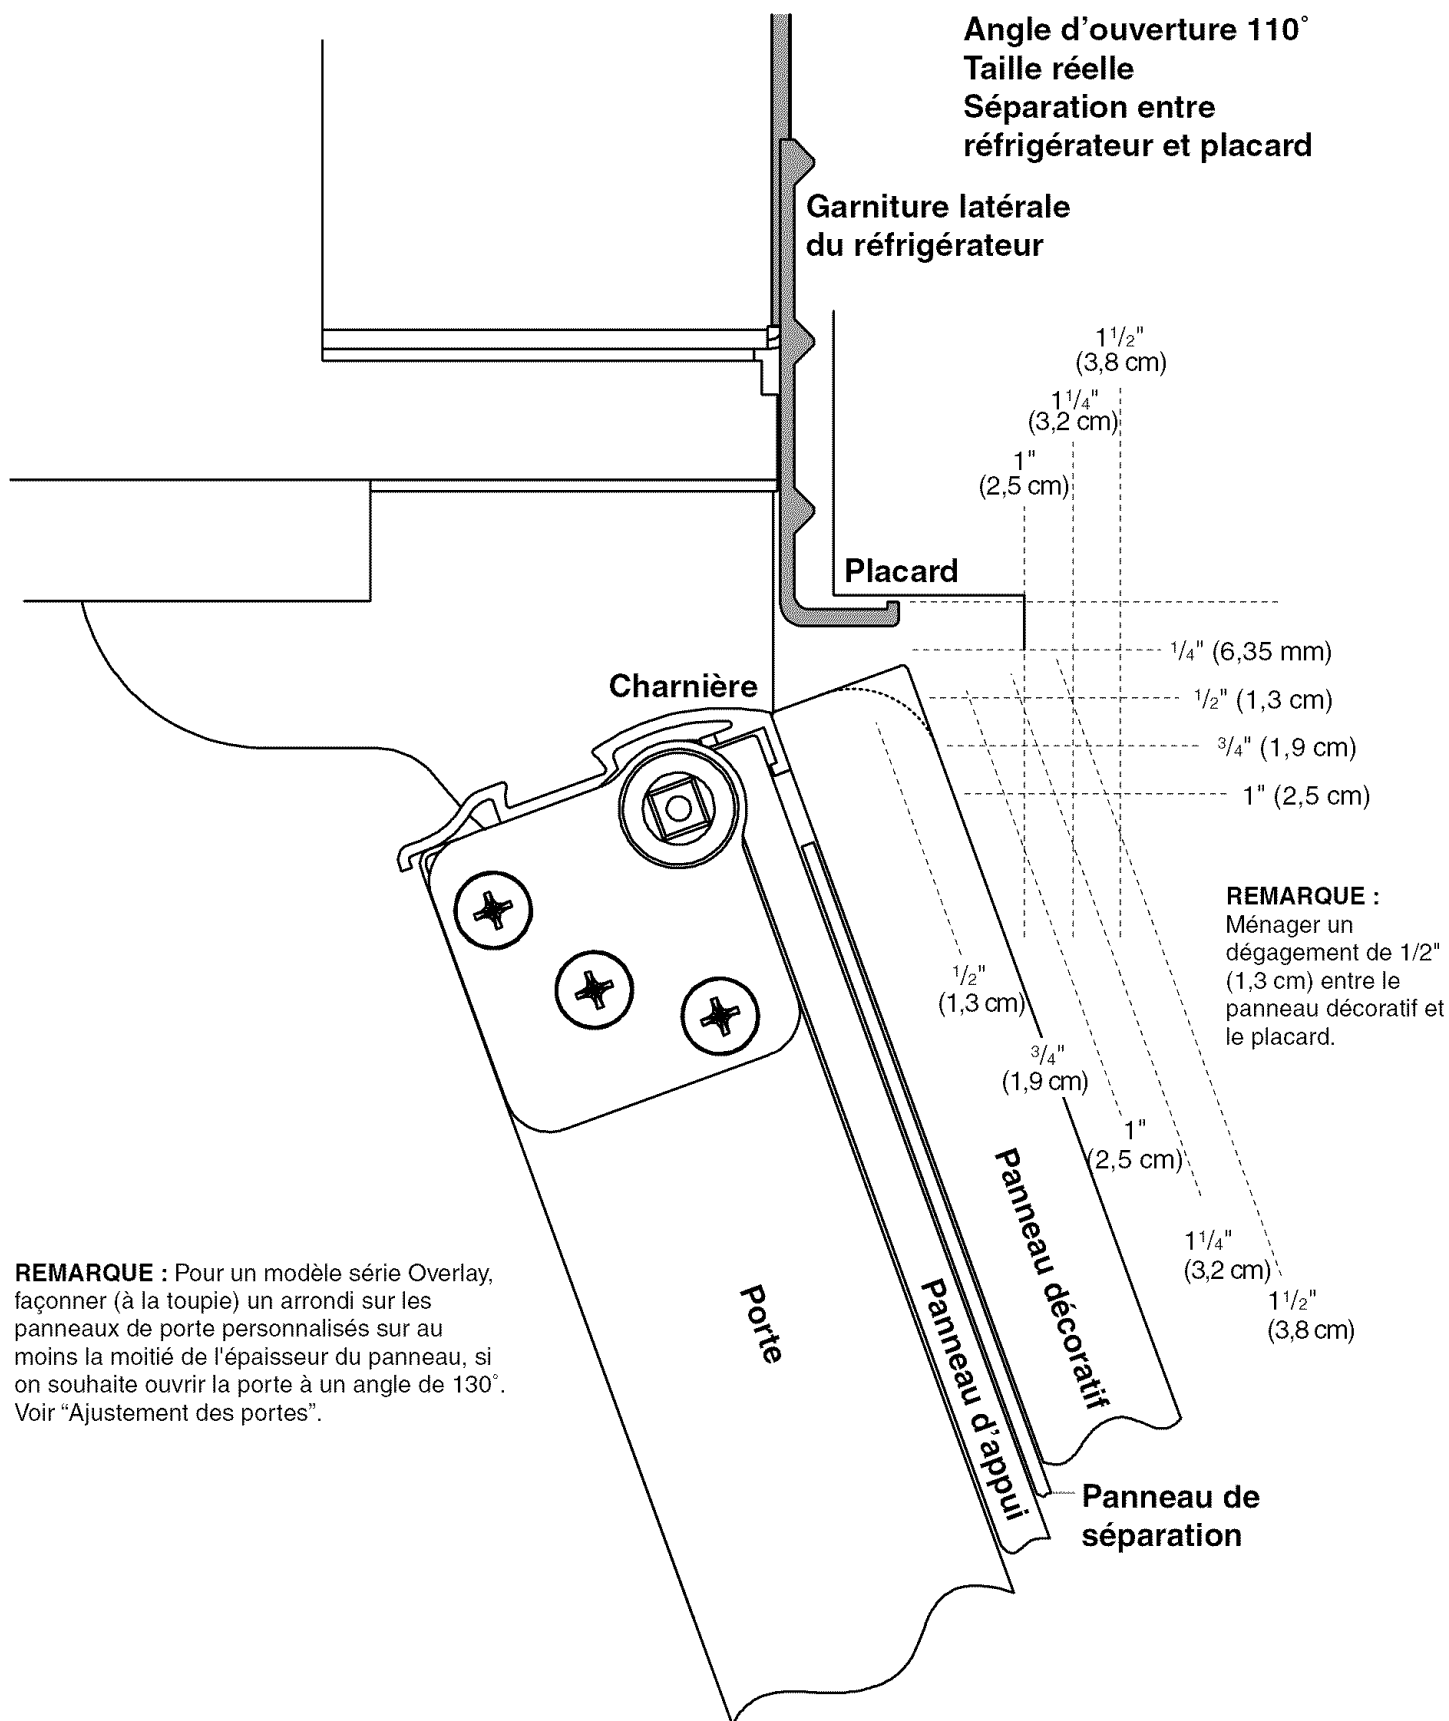 Angle d'ouverture 110°
Taille réelle
Séparation entre
réfrigérateur et placard
Garniture latérale
du réfrigérateur
1 1/2"
(3,8 cm)
1 1/4"
(3,2 cm)
1"
(2,5 cm)
Placard
1/4" (6,35 mm)
Charnière
1/2" (1,3 cm)
3/4" (1,9 cm)
1" (2,5 cm)
REMARQUE :
Ménager un
dégagement de 1/2"
(1,3 cm) entre le
panneau décoratif et
le placard.
1/2"
(1,3 cm)
3/4"
(1,9 cm)
1"
(2,5 cm)
1 1/4"
(3,2 cm)
1 1/2"
(3,8 cm)
Panneau décoratif
Panneau d'appui
Porte
REMARQUE : Pour un modèle série Overlay,
façonner (à la toupie) un arrondi sur les
panneaux de porte personnalisés sur au
moins la moitié de l'épaisseur du panneau, si
on souhaite ouvrir la porte à un angle de 130°.
Voir “Ajustement des portes”.
Panneau de
séparation